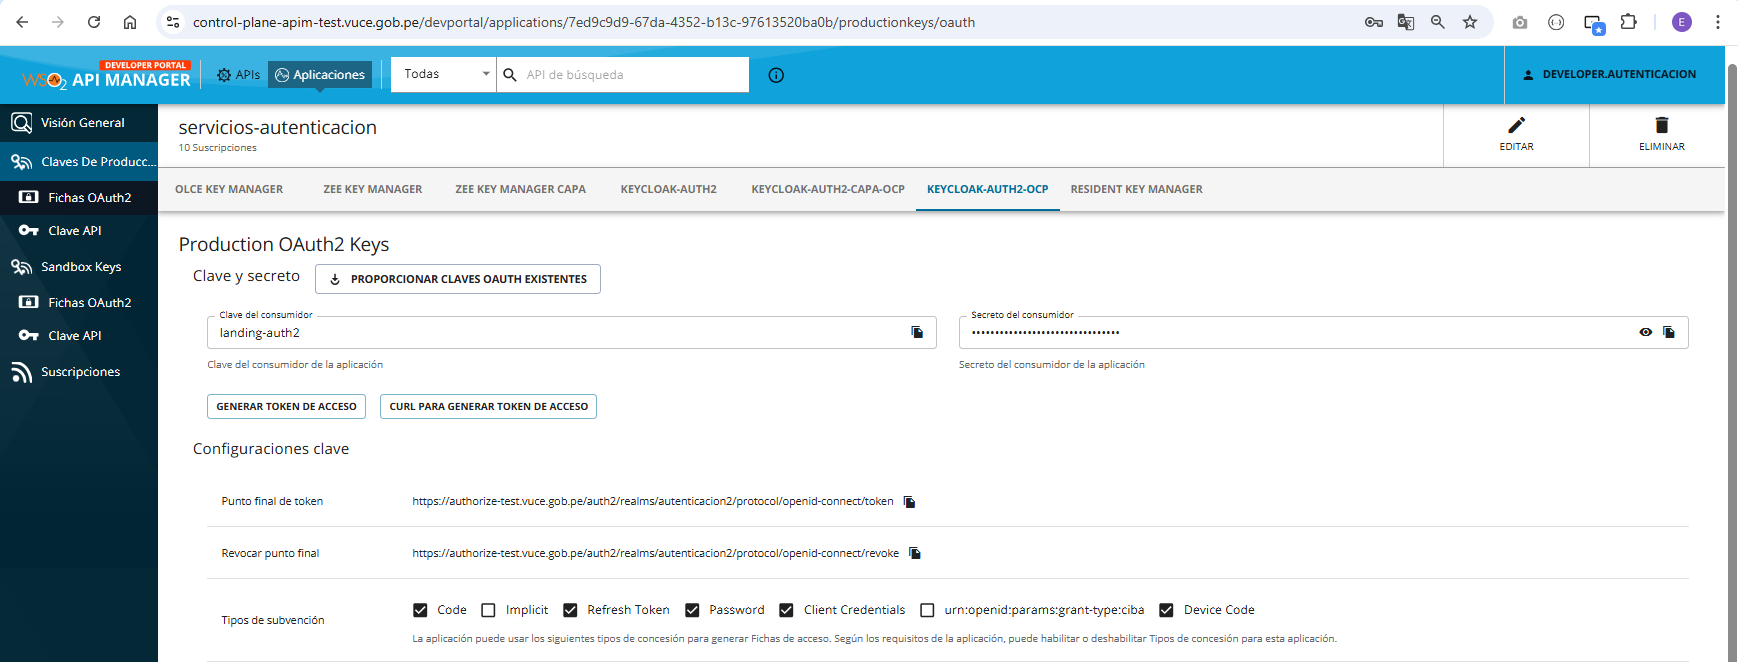 control-plane-apim-test.vuce.gob.pe/devportal/applications/7ed9c9d9-67da-4352-b13c-97613520ba0b/productionkeys/oauth
E
DEVELOPER PORTAL
WSO2 API MANAGER
APIs
Aplicaciones
Todas
API de búsqueda
DEVELOPER.AUTENTICACION
Visión General
Claves De Producc...
Fichas OAuth2
Clave API
Sandbox Keys
Fichas OAuth2
Clave API
Suscripciones
servicios-autenticacion
10 Suscripciones
EDITAR
ELIMINAR
OLCE KEY MANAGER
ZEE KEY MANAGER
ZEE KEY MANAGER CAPA
KEYCLOAK-AUTH2
KEYCLOAK-AUTH2-CAPA-OCP
KEYCLOAK-AUTH2-OCP
RESIDENT KEY MANAGER
Production OAuth2 Keys
Clave y secreto
PROPORCIONAR CLAVES OAUTH EXISTENTES
Clave del consumidor
landing-auth2
Clave del consumidor de la aplicación
Secreto del consumidor
••••••••••••••••••••••••••••••••
Secreto del consumidor de la aplicación
GENERAR TOKEN DE ACCESO
CURL PARA GENERAR TOKEN DE ACCESO
Configuraciones clave
Punto final de token
https://authorize-test.vuce.gob.pe/auth2/realms/autenticacion2/protocol/openid-connect/token
Revocar punto final
https://authorize-test.vuce.gob.pe/auth2/realms/autenticacion2/protocol/openid-connect/revoke
Tipos de subvención
Code
Implicit
Refresh Token
Password
Client Credentials
urn:openid:params:grant-type:ciba
Device Code
La aplicación puede usar los siguientes tipos de concesión para generar Fichas de acceso. Según los requisitos de la aplicación, puede habilitar o deshabilitar Tipos de concesión para esta aplicación.